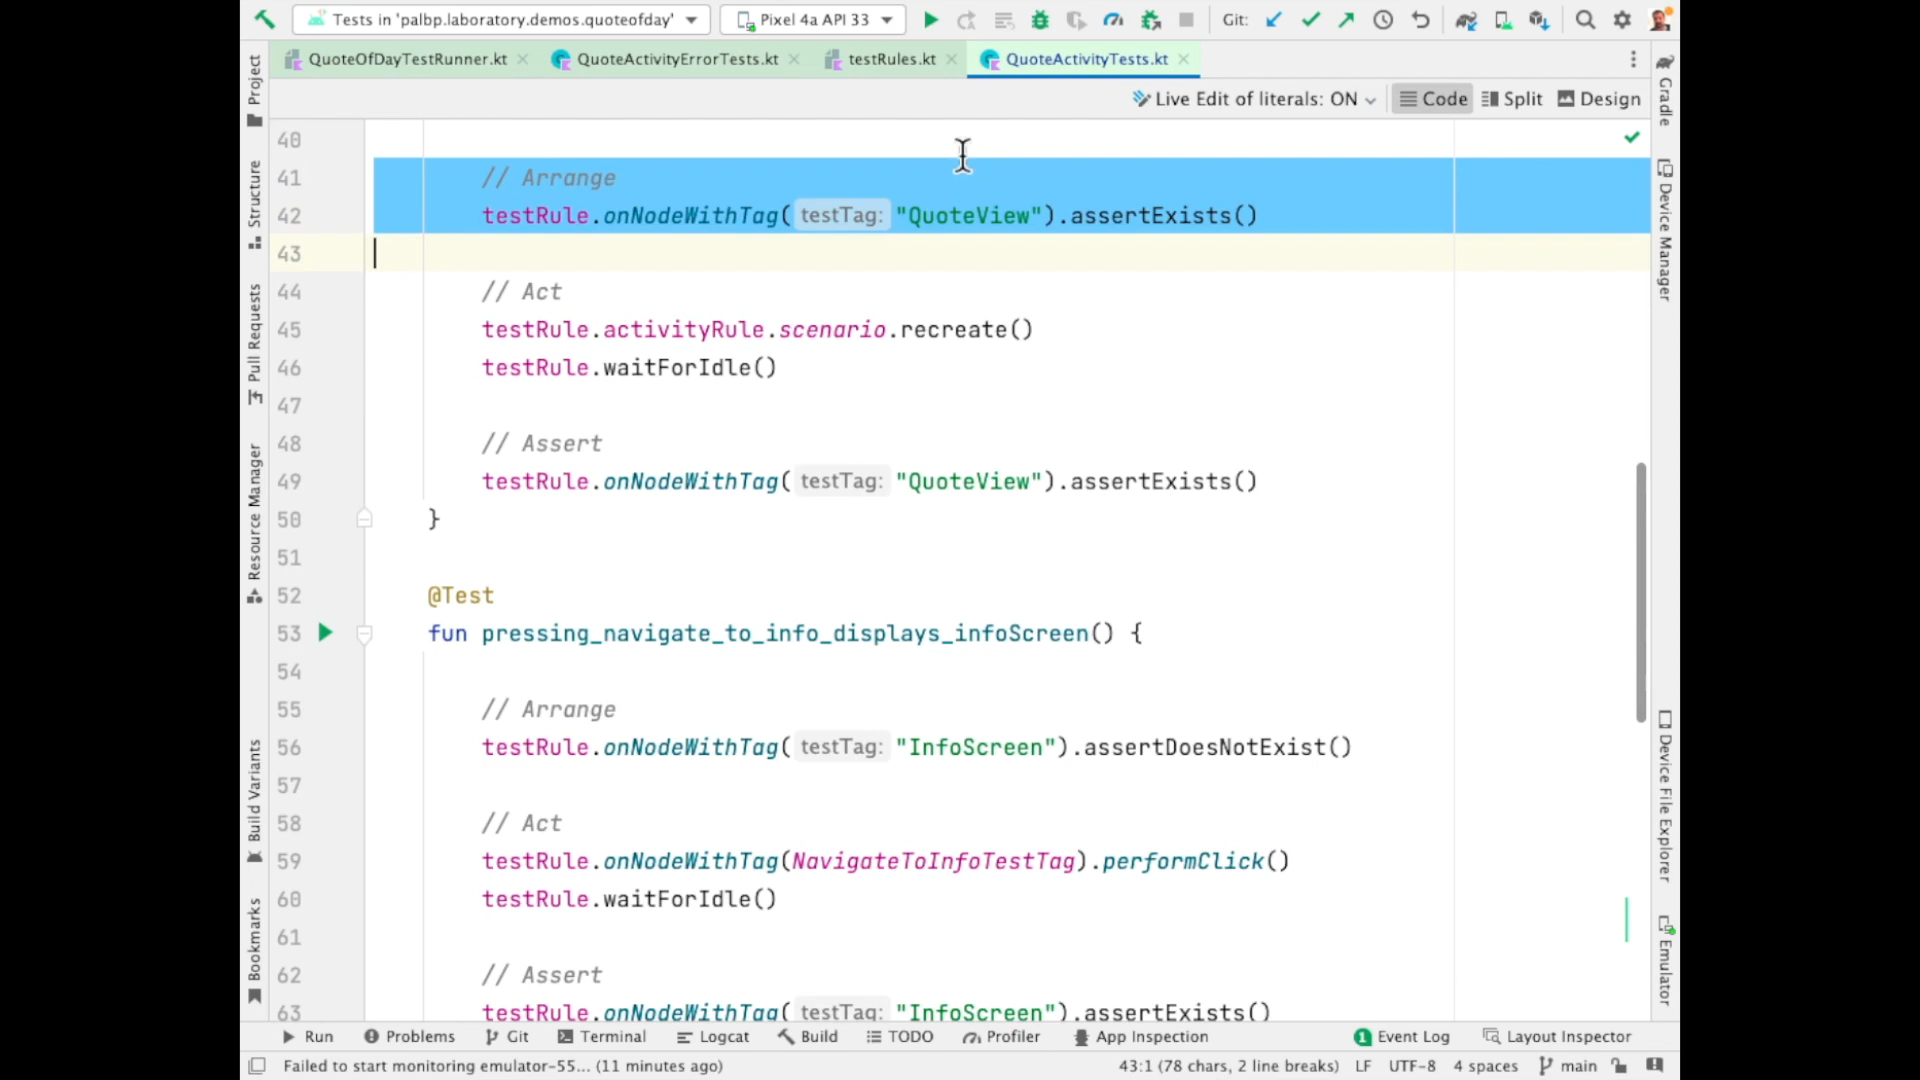 Tests in 'palbp.laboratory.demos.quoteofday'
Pixel 4a API 33
Git:
QuoteOfDayTestRunner.kt
QuoteActivityErrorTests.kt
testRules.kt
QuoteActivityTests.kt
Live Edit of literals: ON
Code
Split
Design
Project
Structure
Pull Requests
Resource Manager
Build Variants
Bookmarks
40
41 // Arrange
42 testRule.onNodeWithTag( testTag: "QuoteView").assertExists()
43
44 // Act
45 testRule.activityRule.scenario.recreate()
46 testRule.waitForIdle()
47
48 // Assert
49 testRule.onNodeWithTag( testTag: "QuoteView").assertExists()
50 }
51
52 @Test
53 fun pressing_navigate_to_info_displays_infoScreen() {
54
55 // Arrange
56 testRule.onNodeWithTag( testTag: "InfoScreen").assertDoesNotExist()
57
58 // Act
59 testRule.onNodeWithTag(NavigateToInfoTestTag).performClick()
60 testRule.waitForIdle()
61
62 // Assert
63 testRule.onNodeWithTag( testTag: "InfoScreen").assertExists()
Gradle
Device Manager
Device File Explorer
Emulator
Run
Problems
Git
Terminal
Logcat
Build
TODO
Profiler
App Inspection
1 Event Log
Layout Inspector
Failed to start monitoring emulator-55... (11 minutes ago)
43:1 (78 chars, 2 line breaks)
LF
UTF-8
4 spaces
main